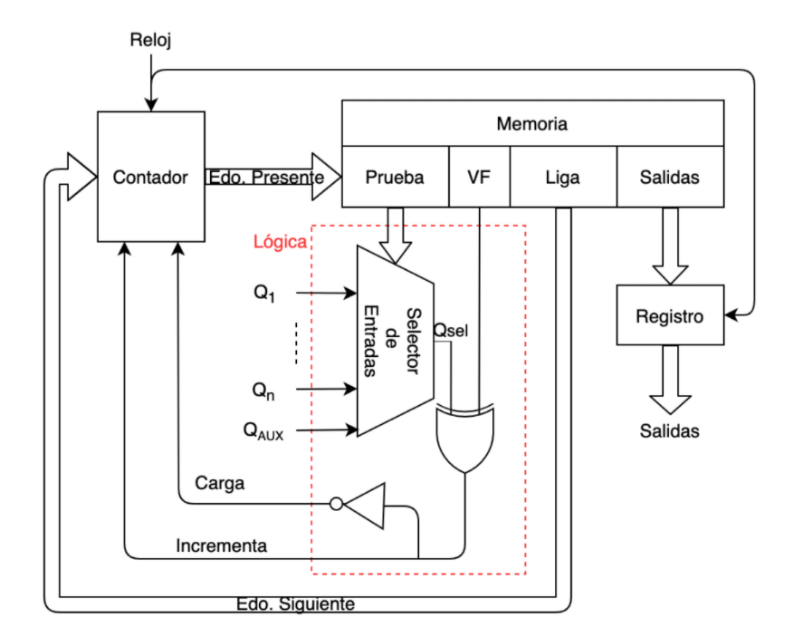 Reloj
Memoria
Contador
Edo. Presente
Prueba
VF
Liga
Salidas
Lógica
Q1
Qn
QAUX
Selector
de
Entradas
Qsel
Registro
Salidas
Carga
Incrementa
Edo. Siguiente